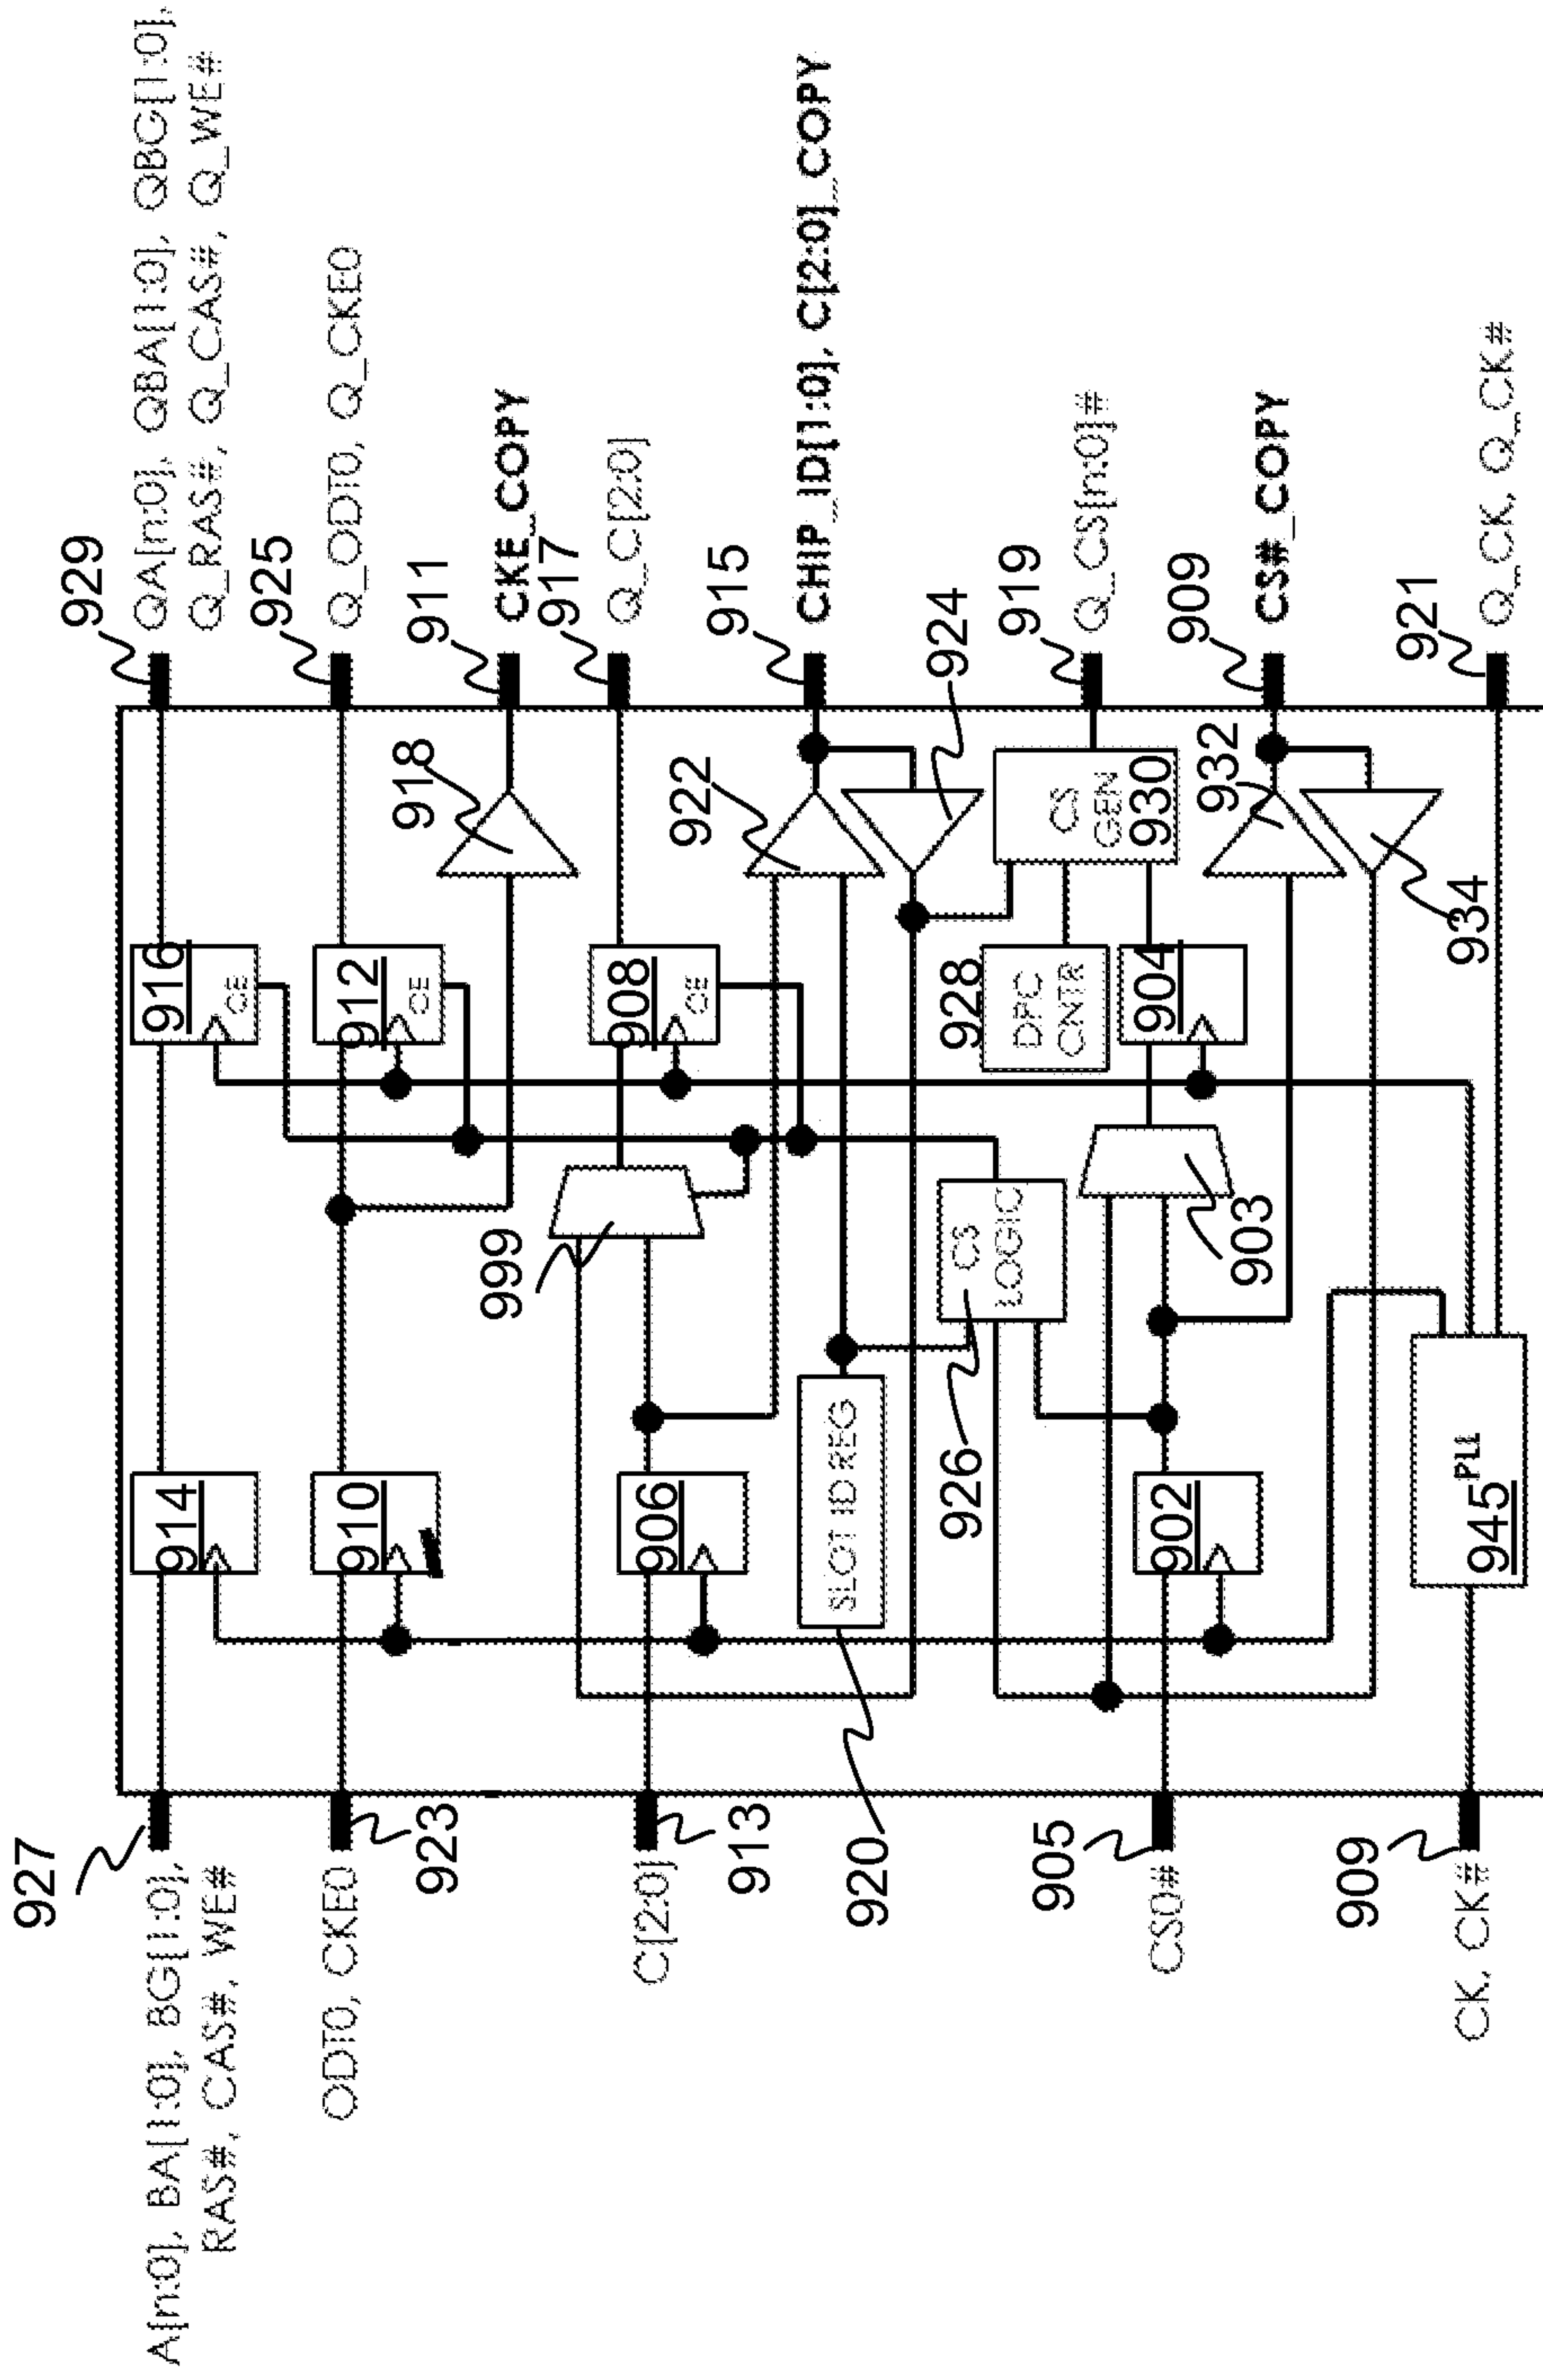 927
A[n:0], BA[1:0], BG[1:0],
RAS#, CAS#, WE#
914
916
CE
929
QA[n:0], QBA[1:0], QBG[1:0],
Q_RAS#, Q_CAS#, Q_WE#
ODT0, CKE0
923
910
912
CE
925
Q_ODT0, Q_CKE0
918
911
CKE_COPY
999
C[2:0]
913
906
908
CE
917
Q_C[2:0]
922
915
CHIP_ID[1:0], C[2:0]_COPY
920
SLOT ID REG
924
926
CS
LOGIC
928
DPC
CNTR
CS
GEN
930
919
Q_CS[n:0]#
905
CS0#
902
903
904
932
909
CS#_COPY
934
909
CK, CK#
PLL
945
921
Q_CK, Q_CK#